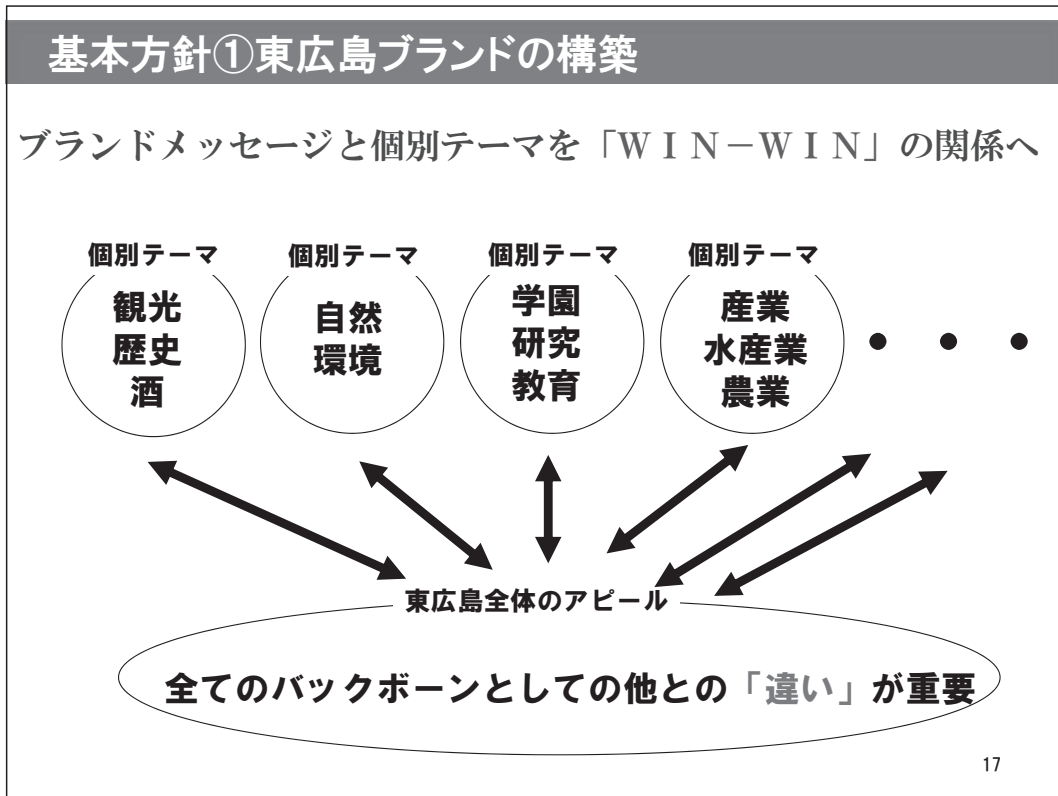 基本方針①東広島ブランドの構築
ブランドメッセージと個別テーマを「ＷＩＮ－ＷＩＮ」の関係へ
個別テーマ
観光
歴史
酒
個別テーマ
自然
環境
個別テーマ
学園
研究
教育
個別テーマ
産業
水産業
農業
・・・
東広島全体のアピール
全てのバックボーンとしての他との「違い」が重要
17